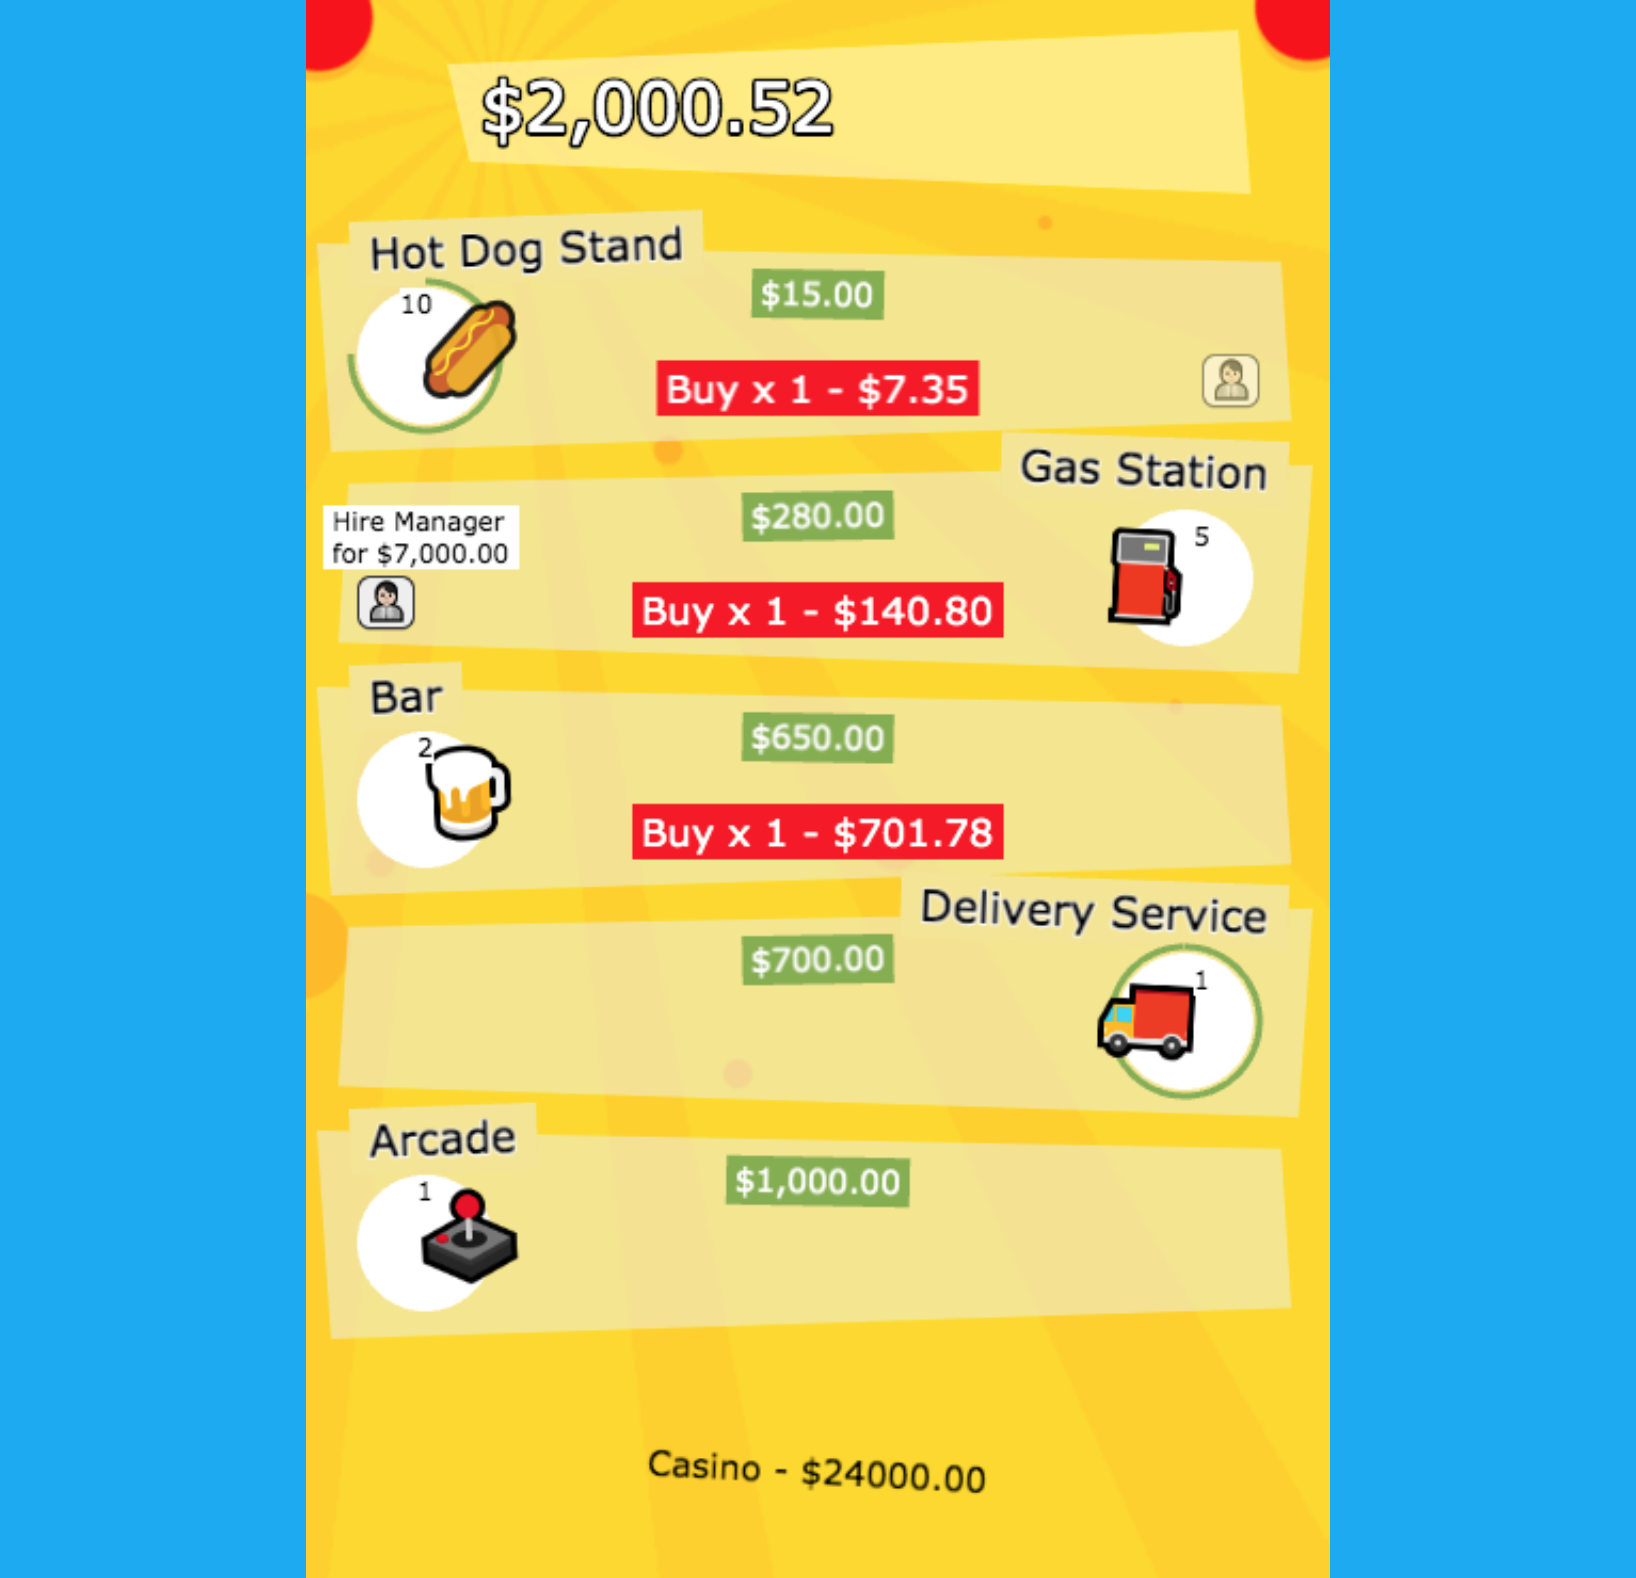 $2,000.52
Hot Dog Stand
10
$15.00
Buy x 1 - $7.35
Gas Station
Hire Manager
for $7,000.00
$280.00
5
Buy x 1 - $140.80
Bar
2
$650.00
Buy x 1 - $701.78
Delivery Service
$700.00
1
Arcade
1
$1,000.00
Casino - $24000.00